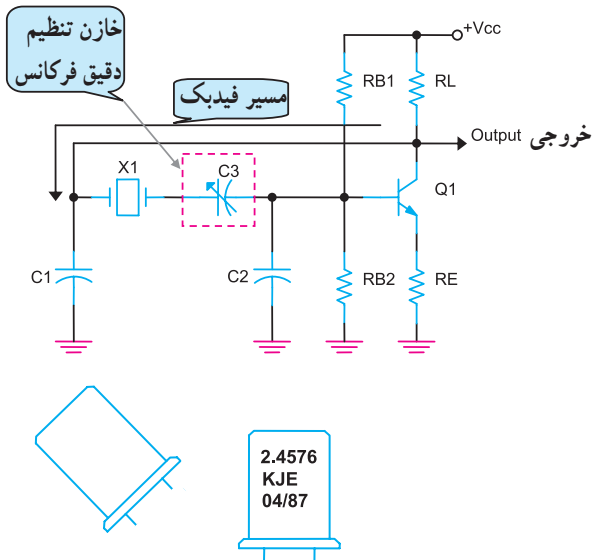 خازن تنظیم
دقیق فرکانس
مسیر فیدبک
+Vcc
RB1
RL
Output خروجی
X1
C3
Q1
C1
C2
RB2
RE
2.4576
KJE
04/87